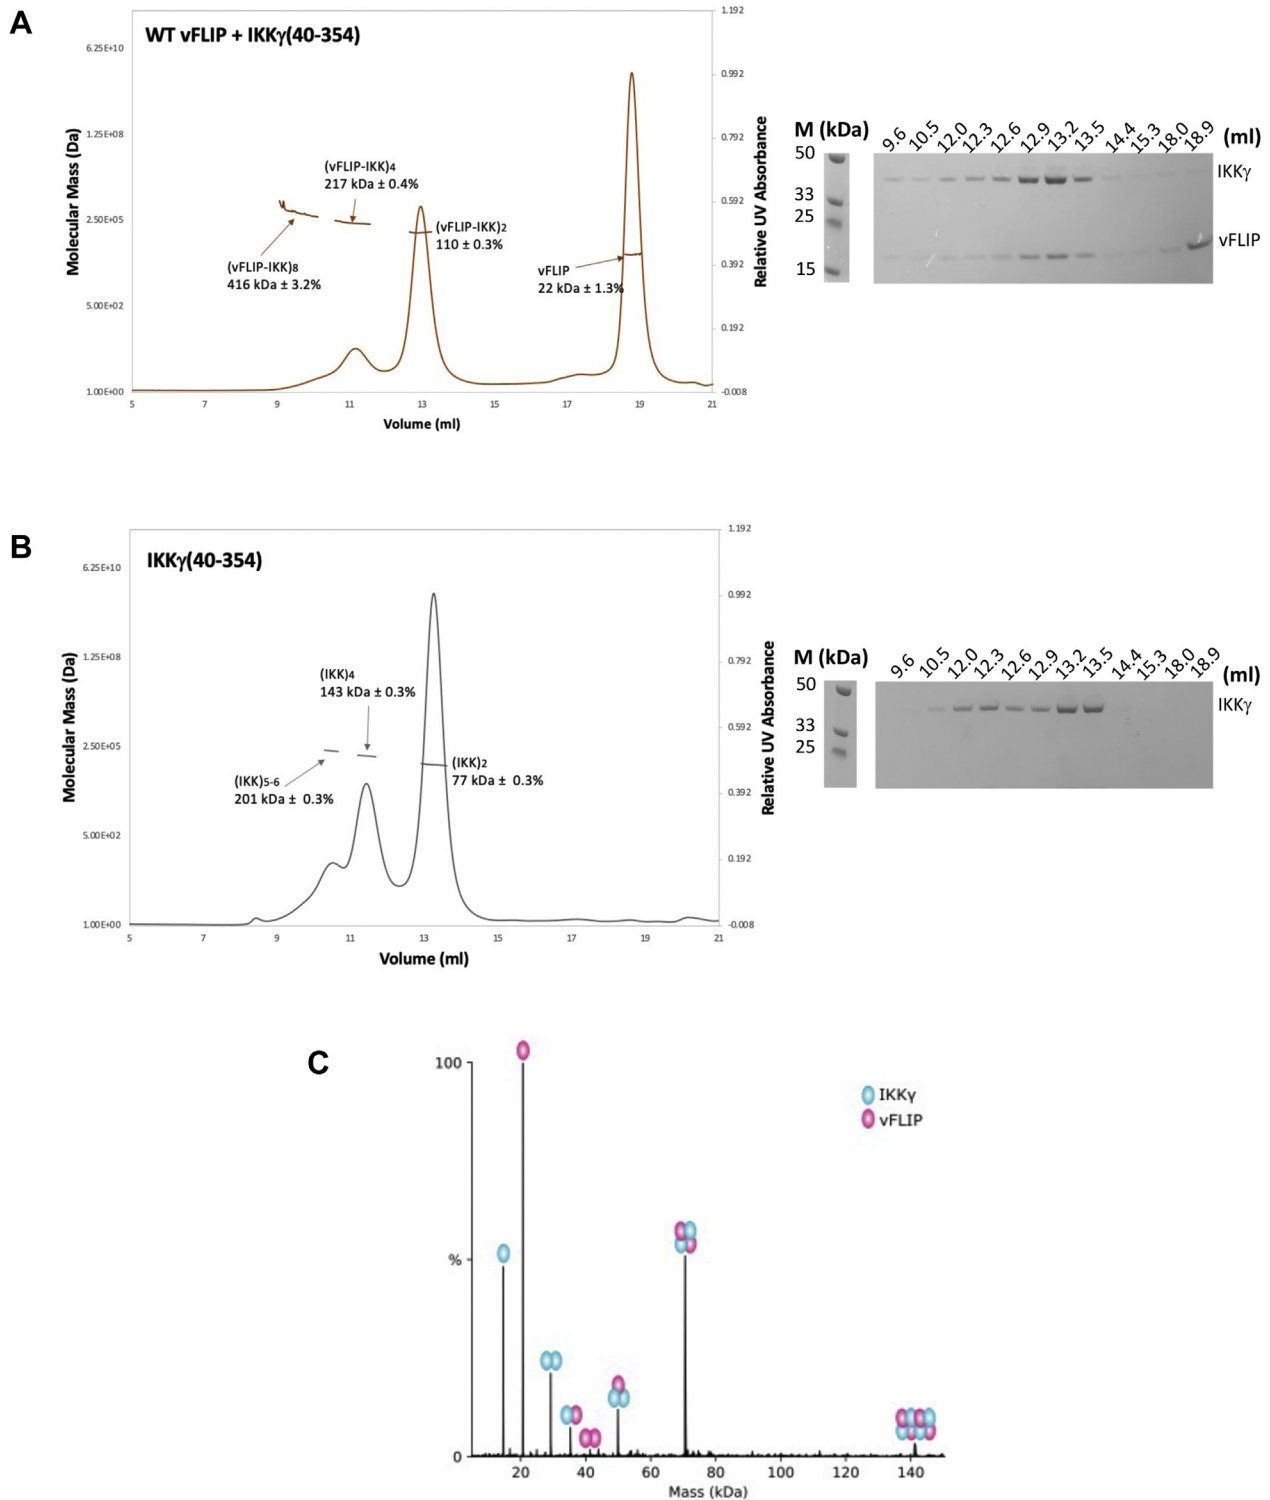 A
WT vFLIP + IKKγ(40-354)
Molecular Mass (Da)
6.25E+10
1.25E+08
2.50E+05
5.00E+02
1.00E+00
(vFLIP-IKK)8
416 kDa ± 3.2%
(vFLIP-IKK)4
217 kDa ± 0.4%
(vFLIP-IKK)2
110 ± 0.3%
vFLIP
22 kDa ± 1.3%
1.192
0.992
0.792
0.592
0.392
0.192
-0.008
Relative UV Absorbance
5 7 9 11 13 15 17 19 21
Volume (ml)
M (kDa) 9.6 10.5 12.0 12.3 12.6 12.9 13.2 13.5 14.4 15.3 18.0 18.9 (ml)
50
33
25
15
IKKγ
vFLIP
B
IKKγ(40-354)
Molecular Mass (Da)
6.25E+10
1.25E+08
2.50E+05
5.00E+02
1.00E+00
(IKK)5-6
201 kDa ± 0.3%
(IKK)4
143 kDa ± 0.3%
(IKK)2
77 kDa ± 0.3%
1.192
0.992
0.792
0.592
0.392
0.192
-0.008
Relative UV Absorbance
5 7 9 11 13 15 17 19 21
Volume (ml)
M (kDa) 9.6 10.5 12.0 12.3 12.6 12.9 13.2 13.5 14.4 15.3 18.0 18.9 (ml)
50
33
25
IKKγ
C
100
%
0
IKKγ
vFLIP
20 40 60 80 100 120 140
Mass (kDa)